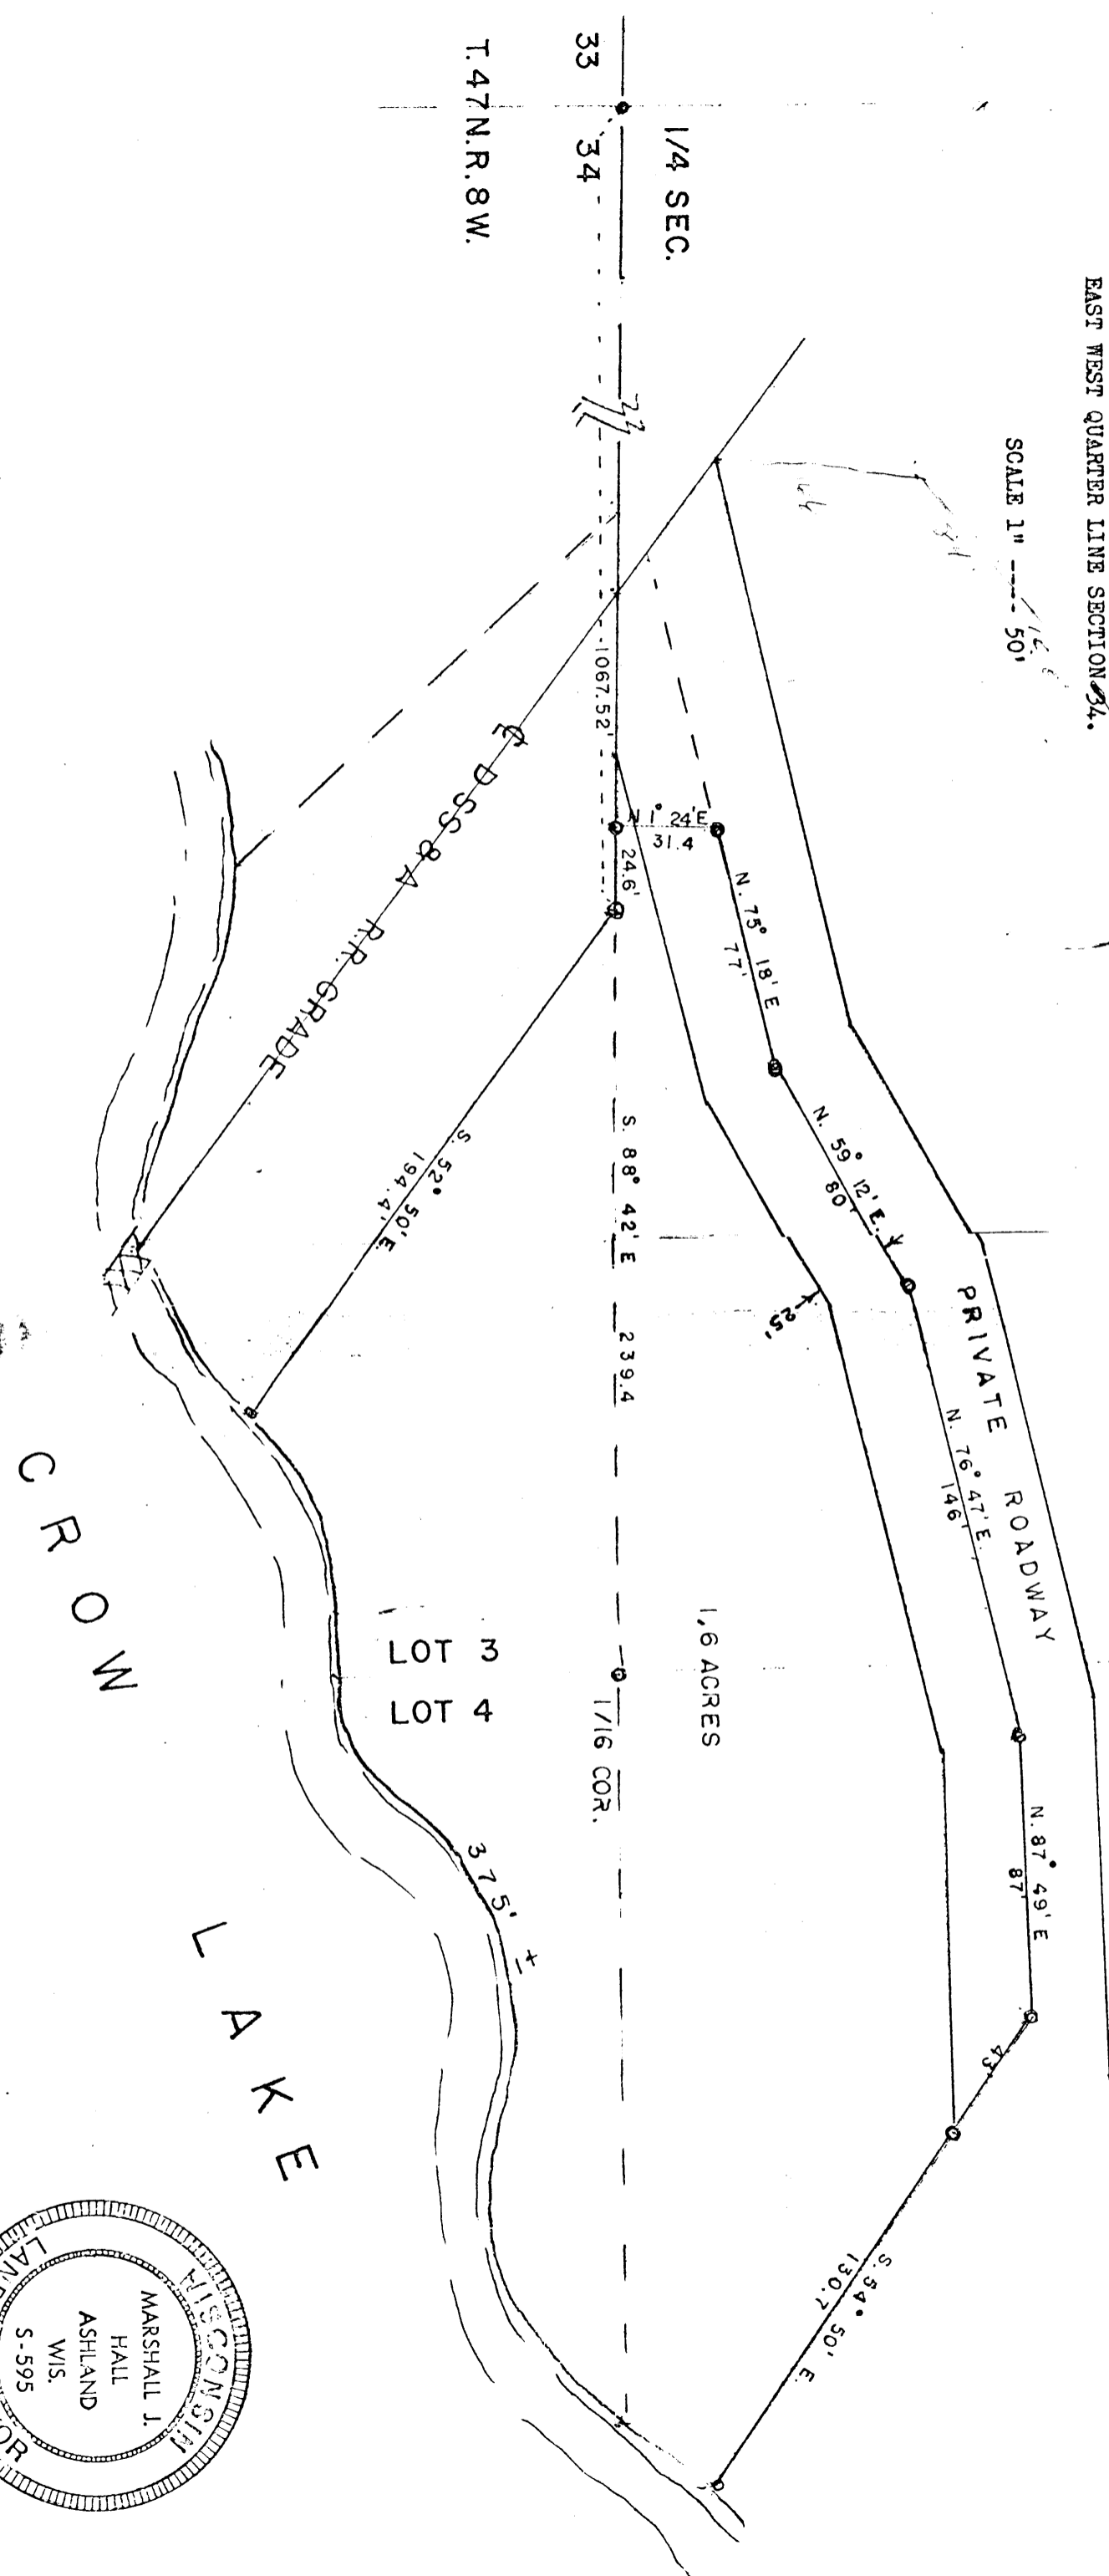 EAST WEST QUARTER LINE SECTION 34.
SCALE 1" ---- 50'
1/4 SEC.
33
34
T. 47 N. R. 8 W.
1067.52'
N 1° 24' E
31.4
24.6'
N. 75° 18' E
77'
N. 59° 12' E.
80'
PRIVATE ROADWAY
N. 76° 47' E.
146'
N. 87° 49' E
87'
43'
S. 54° 50' E.
130.7
25'
S. 88° 42' E 239.4
1,6 ACRES
1/16 COR.
LOT 3
LOT 4
℄ D S S & A R.R. GRADE
S. 52° 50' E.
194.4'
375' ±
CROW LAKE
WISCONSIN
MARSHALL J.
HALL
ASHLAND
WIS.
S-595